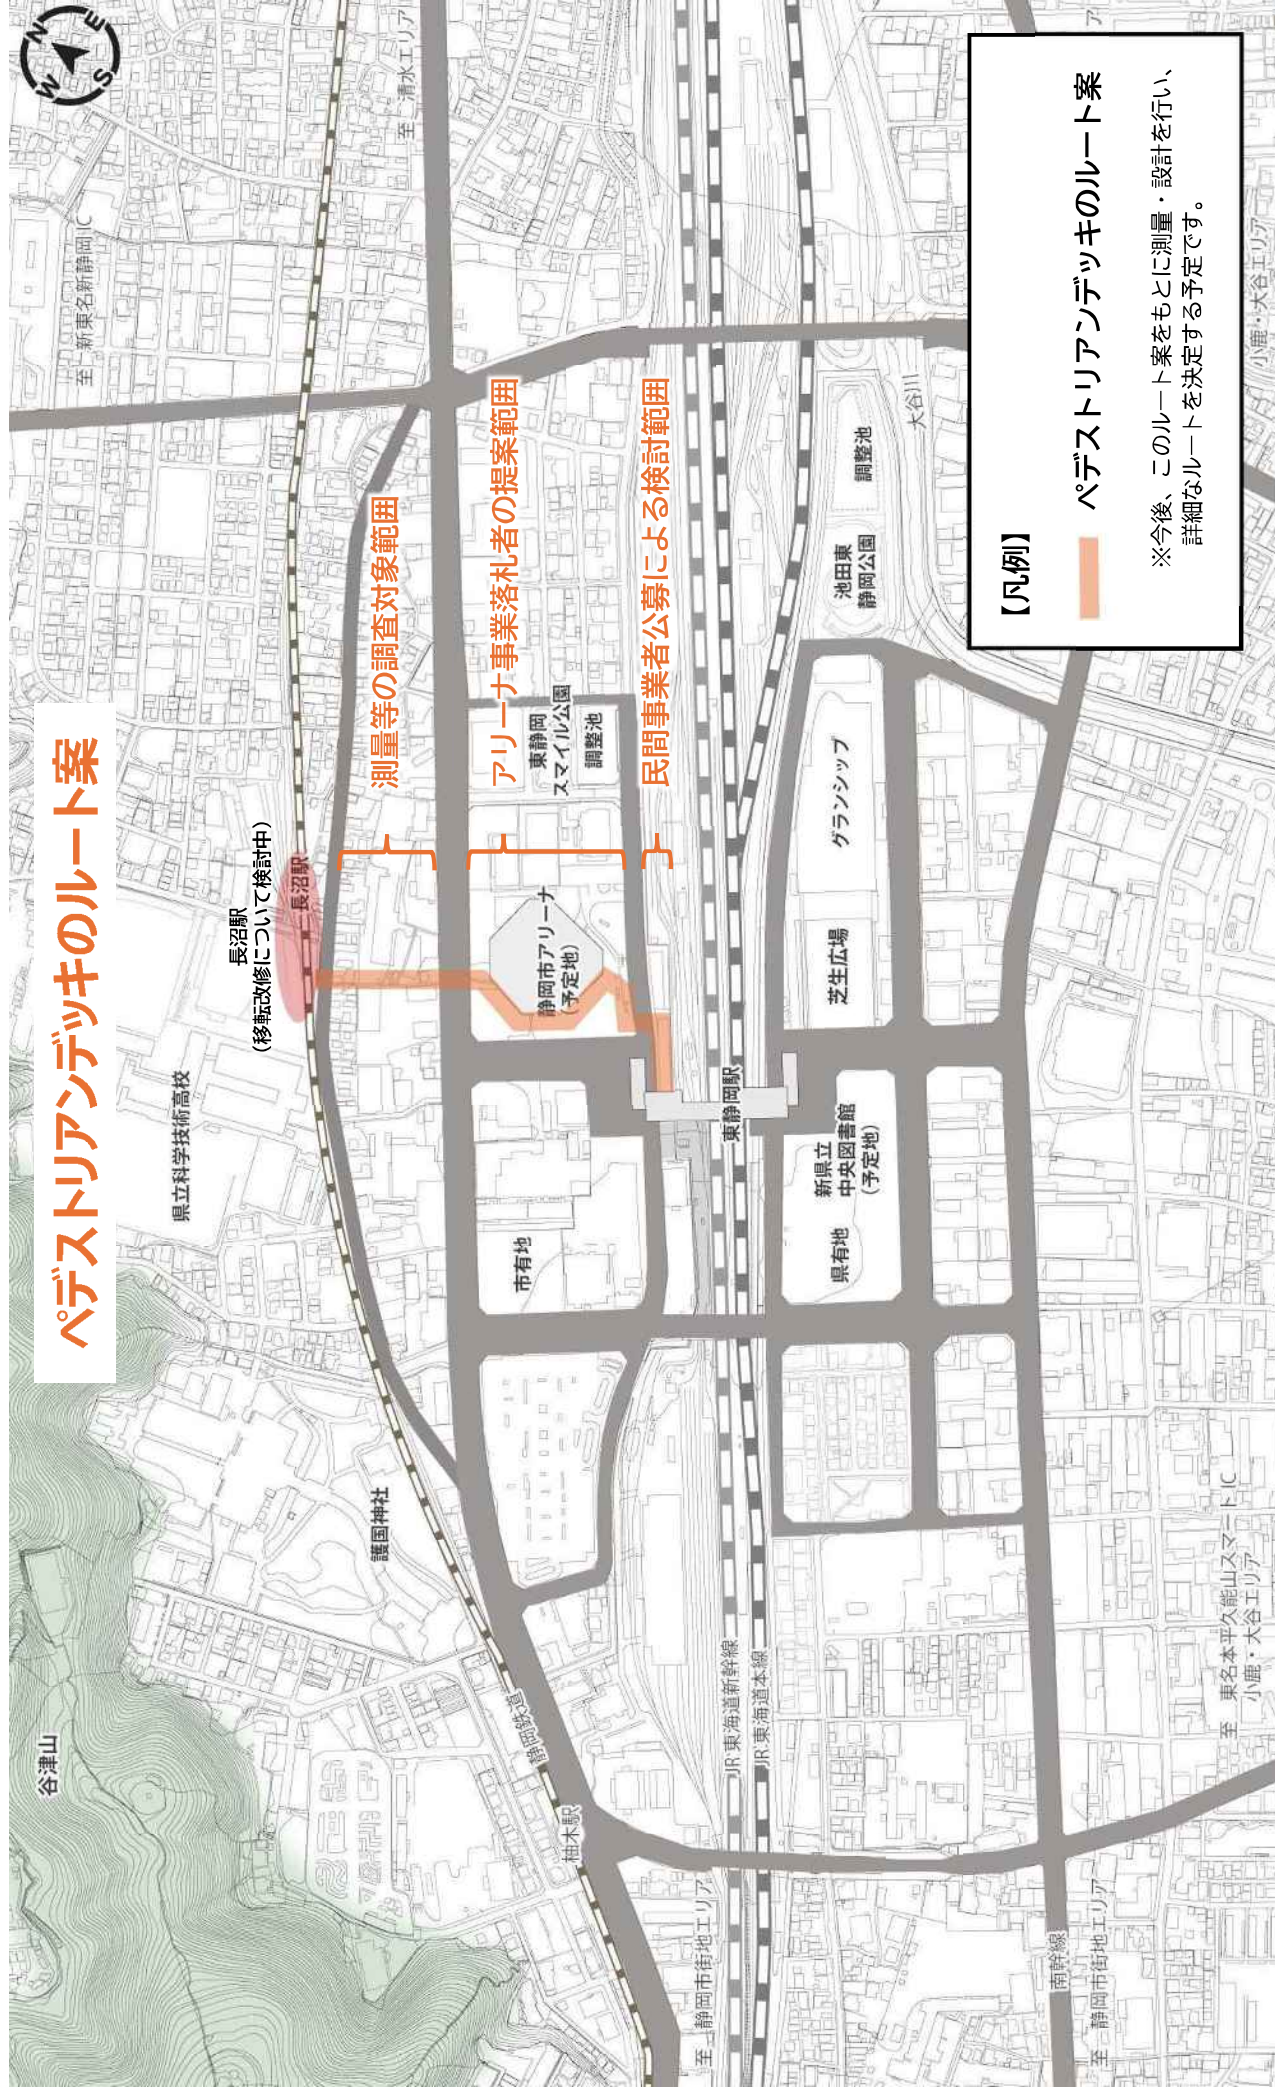 ペデストリアンデッキのルート案
N
E
S
W
至 新東名新静岡IC
至 清水エリア
谷津山
県立科学技術高校
長沼駅
(移転改修について検討中)
長沼駅
測量等の調査対象範囲
アリーナ事業落札者の提案範囲
民間事業者公募による検討範囲
護国神社
静岡鉄道
柚木駅
市有地
静岡市アリーナ
(予定地)
東静岡
スマイル公園
調整池
東静岡駅
JR東海道新幹線
JR東海道本線
至 静岡市街地エリア
県有地
新県立
中央図書館
(予定地)
芝生広場
グランシップ
池田東
静岡公園
調整池
大谷川
南幹線
至 静岡市街地エリア
至 東名日本平久能山スマートIC
小鹿・大谷エリア
小鹿・大谷エリア
【凡例】
ペデストリアンデッキのルート案
※今後、このルート案をもとに測量・設計を行い、
詳細なルートを決定する予定です。